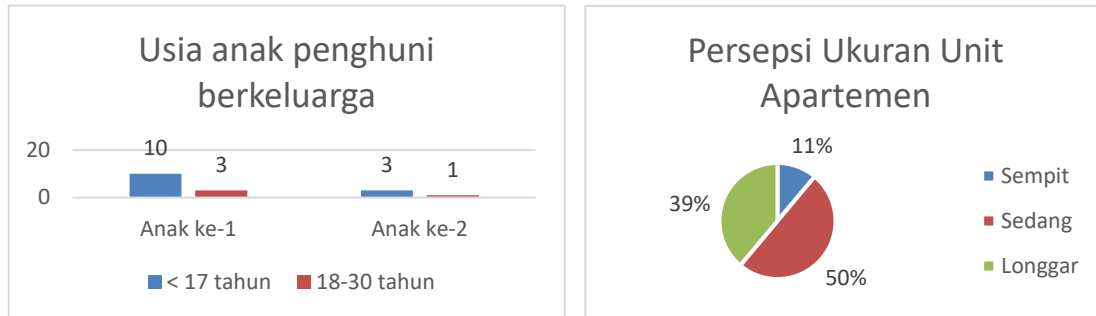 Usia anak penghuni
berkeluarga
20
0
10
3
3
1
Anak ke-1
Anak ke-2
< 17 tahun
18-30 tahun
Persepsi Ukuran Unit
Apartemen
11%
39%
50%
Sempit
Sedang
Longgar